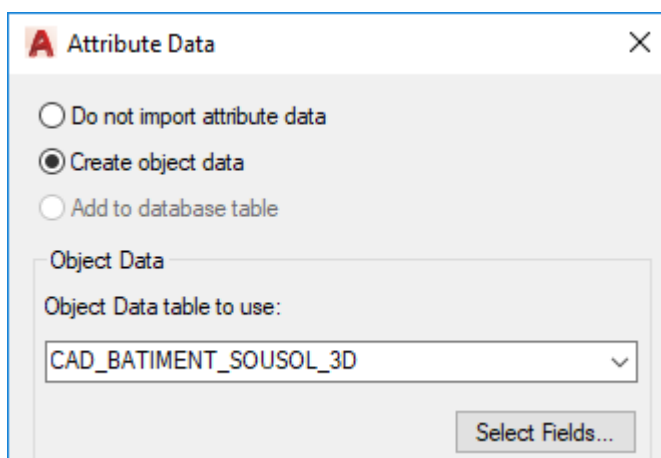 Attribute Data
Do not import attribute data
Create object data
Add to database table
Object Data
Object Data table to use:
CAD_BATIMENT_SOUSOL_3D
Select Fields...